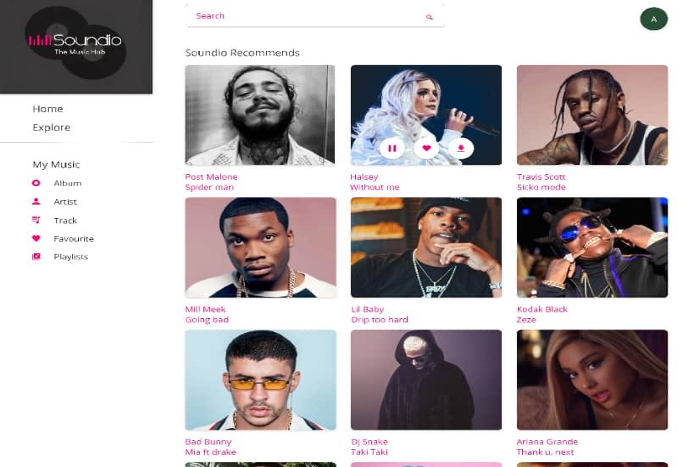 Soundio
The Music Hub
Search
A
Home
Explore
My Music
Album
Artist
Track
Favourite
Playlists
Soundio Recommends
Post Malone
Spider man
Halsey
Without me
Travis Scott
Sicko mode
Mill Meek
Going bad
Lil Baby
Drip too hard
Kodak Black
Zeze
Bad Bunny
Mia ft drake
Dj Snake
Taki Taki
Ariana Grande
Thank u, next